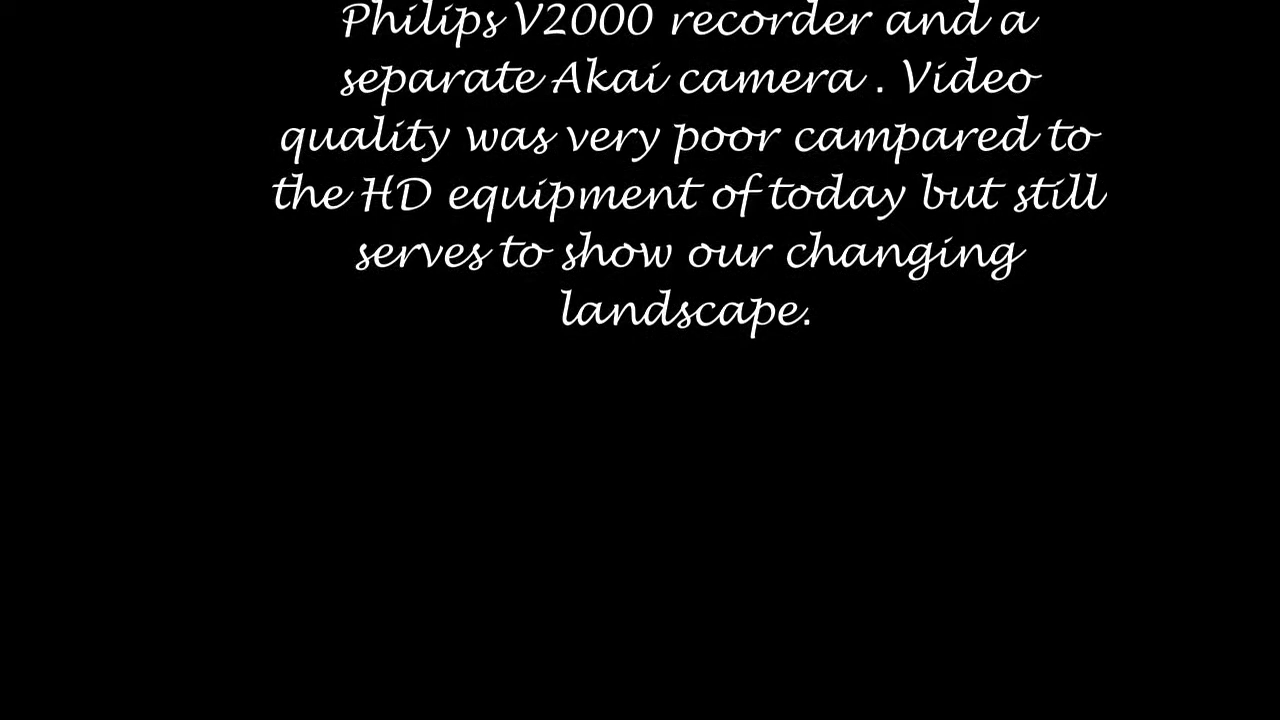 Philips V2000 recorder and a
separate Akai camera . Video
quality was very poor campared to
the HD equipment of today but still
serves to show our changing
landscape.